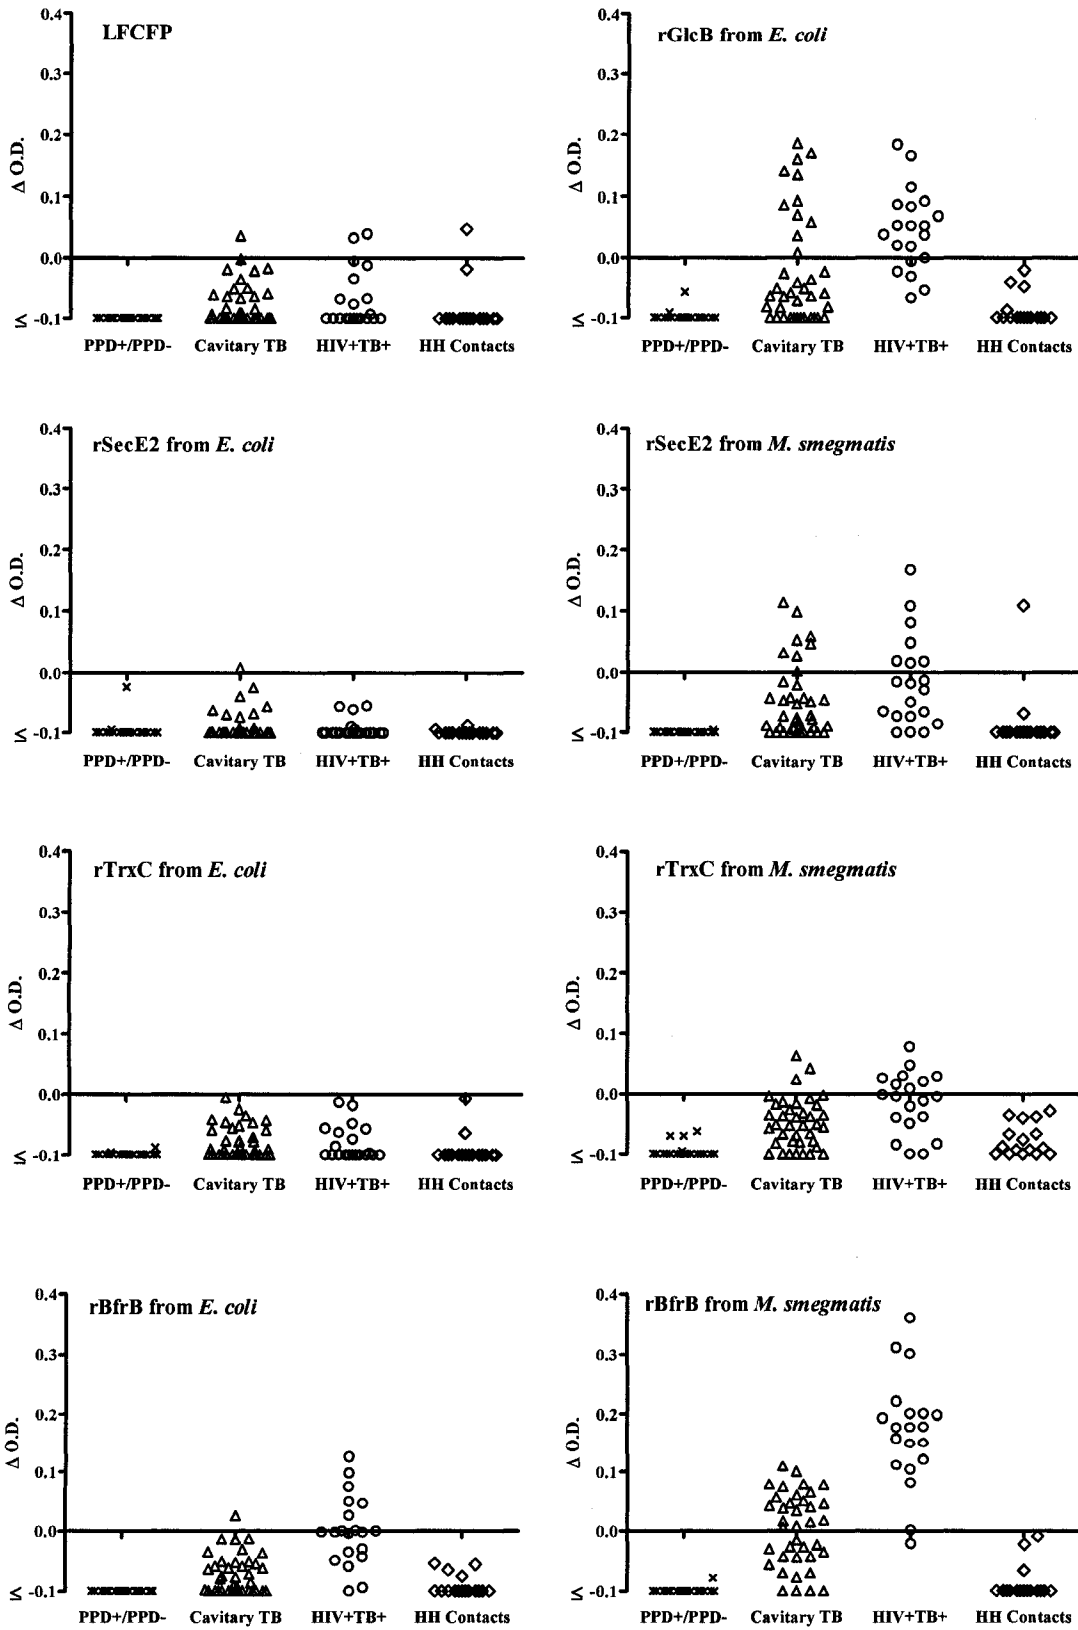 LFCFP
0.4
0.3
0.2
0.1
0.0
≤ -0.1
Δ O.D.
PPD+/PPD- Cavitary TB HIV+TB+ HH Contacts
rGlcB from E. coli
0.4
0.3
0.2
0.1
0.0
≤ -0.1
Δ O.D.
PPD+/PPD- Cavitary TB HIV+TB+ HH Contacts
rSecE2 from E. coli
0.4
0.3
0.2
0.1
0.0
≤ -0.1
Δ O.D.
PPD+/PPD- Cavitary TB HIV+TB+ HH Contacts
rSecE2 from M. smegmatis
0.4
0.3
0.2
0.1
0.0
≤ -0.1
Δ O.D.
PPD+/PPD- Cavitary TB HIV+TB+ HH Contacts
rTrxC from E. coli
0.4
0.3
0.2
0.1
0.0
≤ -0.1
Δ O.D.
PPD+/PPD- Cavitary TB HIV+TB+ HH Contacts
rTrxC from M. smegmatis
0.4
0.3
0.2
0.1
0.0
≤ -0.1
Δ O.D.
PPD+/PPD- Cavitary TB HIV+TB+ HH Contacts
rBfrB from E. coli
0.4
0.3
0.2
0.1
0.0
≤ -0.1
Δ O.D.
PPD+/PPD- Cavitary TB HIV+TB+ HH Contacts
rBfrB from M. smegmatis
0.4
0.3
0.2
0.1
0.0
≤ -0.1
Δ O.D.
PPD+/PPD- Cavitary TB HIV+TB+ HH Contacts